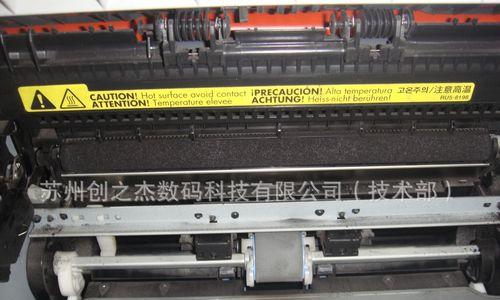 CAUTION! Hot surface avoid contact ¡PRECAUCIÓN! Alta temperatura 고온주의/注意高温
ATTENTION! Temperature elevee ACHTUNG! Heiss-nicht berühren! RU5-8198
苏州创之杰数码科技有限公司(技术部)